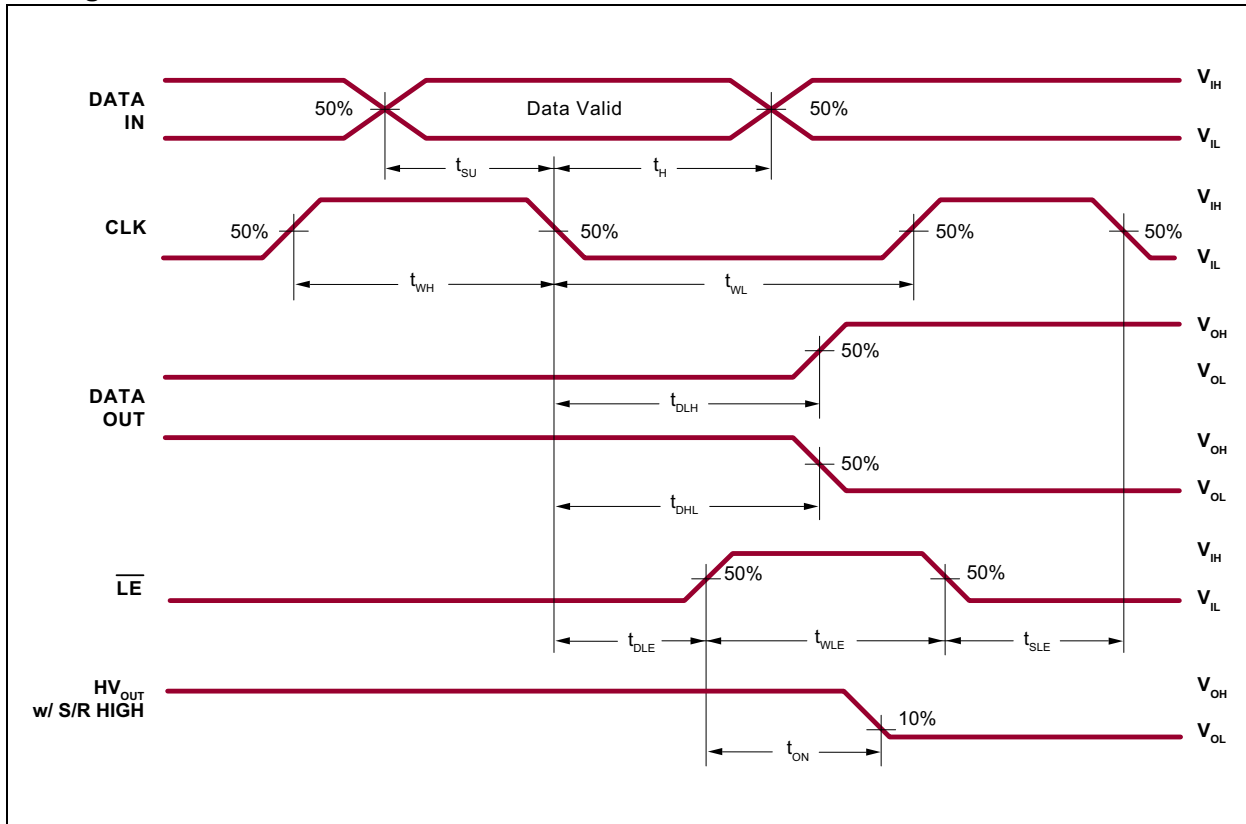 DATA IN
50%
Data Valid
50%
V_IH
V_IL
t_SU
t_H
CLK
50%
50%
50%
50%
V_IH
V_IL
t_WH
t_WL
DATA OUT
50%
V_OH
V_OL
t_DLH
50%
V_OH
V_OL
t_DHL
L̅E̅
50%
50%
V_IH
V_IL
t_DLE
t_WLE
t_SLE
HV_OUT
w/ S/R HIGH
10%
V_OH
V_OL
t_ON